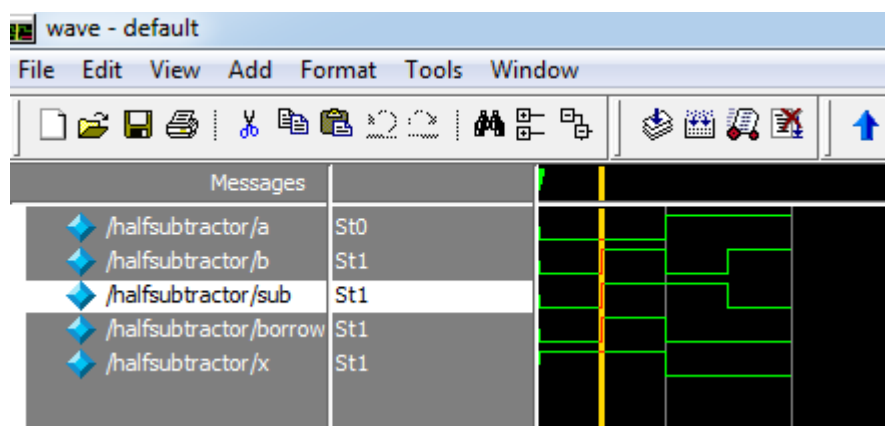 wave - default
File Edit View Add Format Tools Window
Messages
/halfsubtractor/a St0
/halfsubtractor/b St1
/halfsubtractor/sub St1
/halfsubtractor/borrow St1
/halfsubtractor/x St1